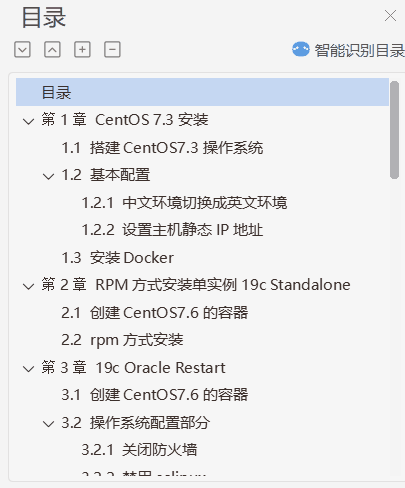 目录
智能识别目录
目录
第 1 章 CentOS 7.3 安装
1.1 搭建 CentOS7.3 操作系统
1.2 基本配置
1.2.1 中文环境切换成英文环境
1.2.2 设置主机静态 IP 地址
1.3 安装 Docker
第 2 章 RPM 方式安装单实例 19c Standalone
2.1 创建 CentOS7.6 的容器
2.2 rpm 方式安装
第 3 章 19c Oracle Restart
3.1 创建 CentOS7.6 的容器
3.2 操作系统配置部分
3.2.1 关闭防火墙